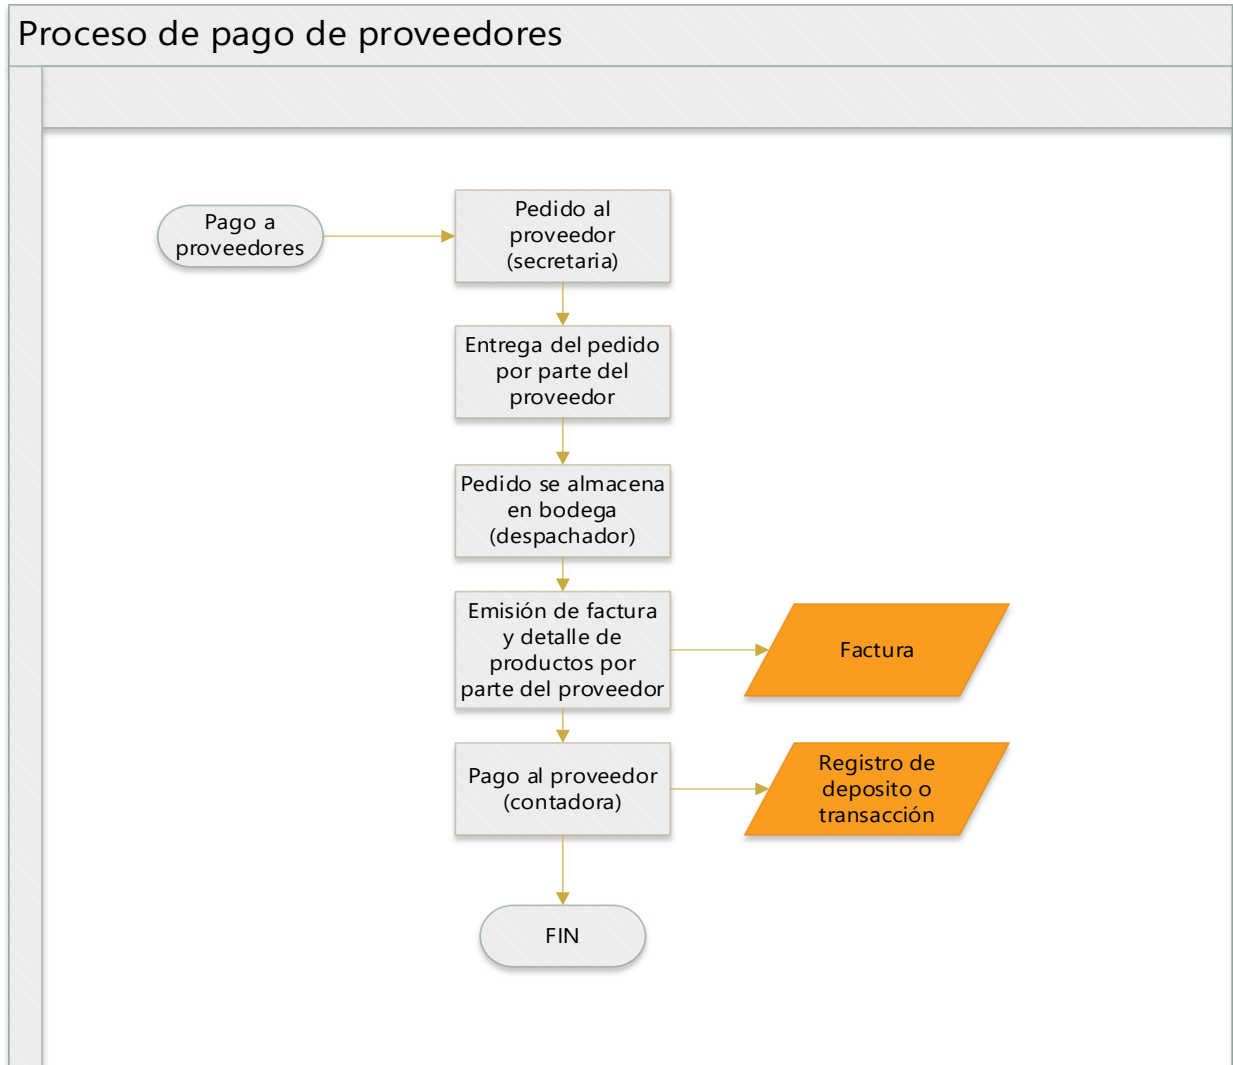 Proceso de pago de proveedores
Pago a
proveedores
Pedido al
proveedor
(secretaria)
Entrega del pedido
por parte del
proveedor
Pedido se almacena
en bodega
(despachador)
Emisión de factura
y detalle de
productos por
parte del proveedor
Factura
Pago al proveedor
(contadora)
Registro de
deposito o
transacción
FIN